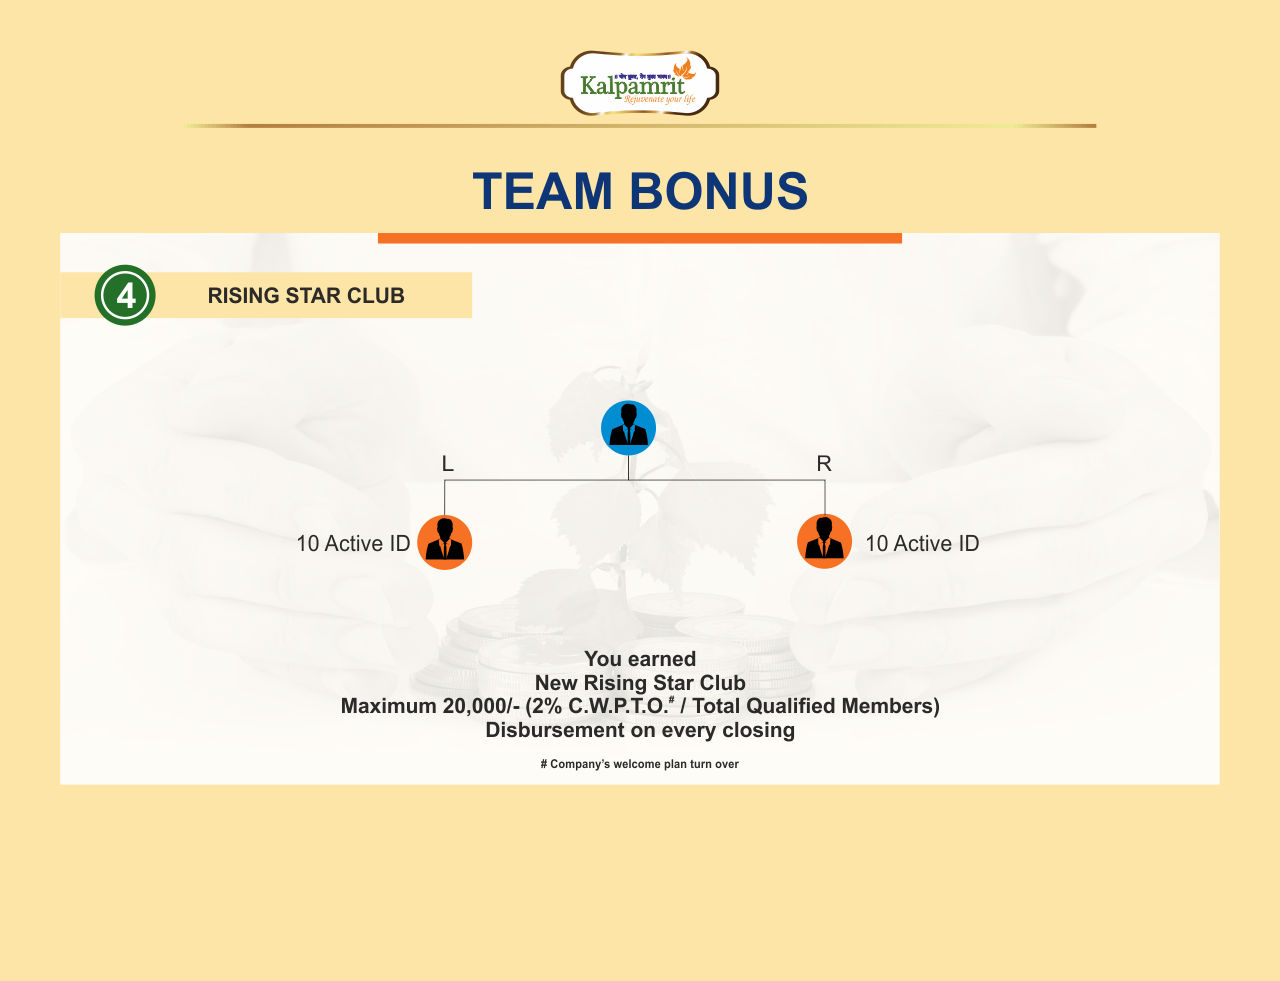 Kalpamrit
Rejuvenate your life
TEAM BONUS
4
RISING STAR CLUB
L
R
10 Active ID
10 Active ID
You earned
New Rising Star Club
Maximum 20,000/- (2% C.W.P.T.O.# / Total Qualified Members)
Disbursement on every closing
# Company's welcome plan turn over